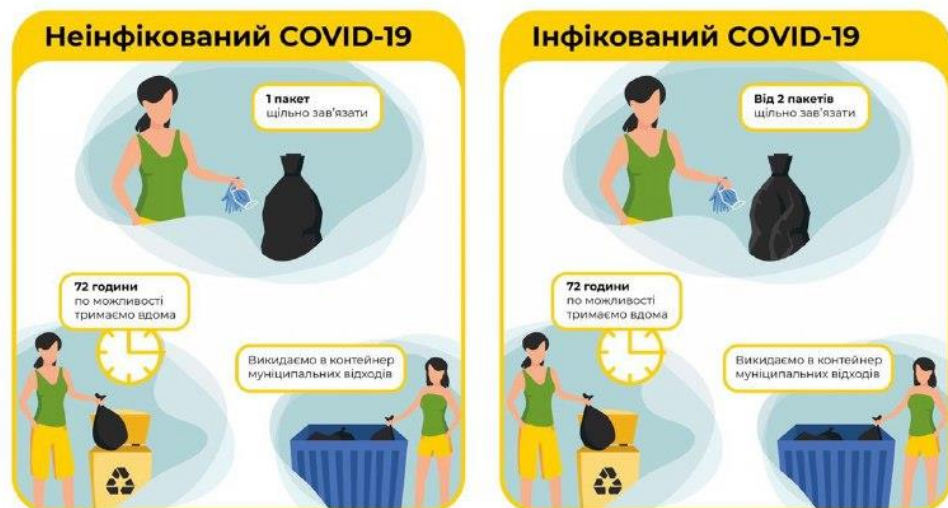 Неінфікований COVID-19
1 пакет
щільно зав'язати
72 години
по можливості
тримаємо вдома
Викидаємо в контейнер
муніципальних відходів
Інфікований COVID-19
Від 2 пакетів
щільно зав'язати
72 години
по можливості
тримаємо вдома
Викидаємо в контейнер
муніципальних відходів